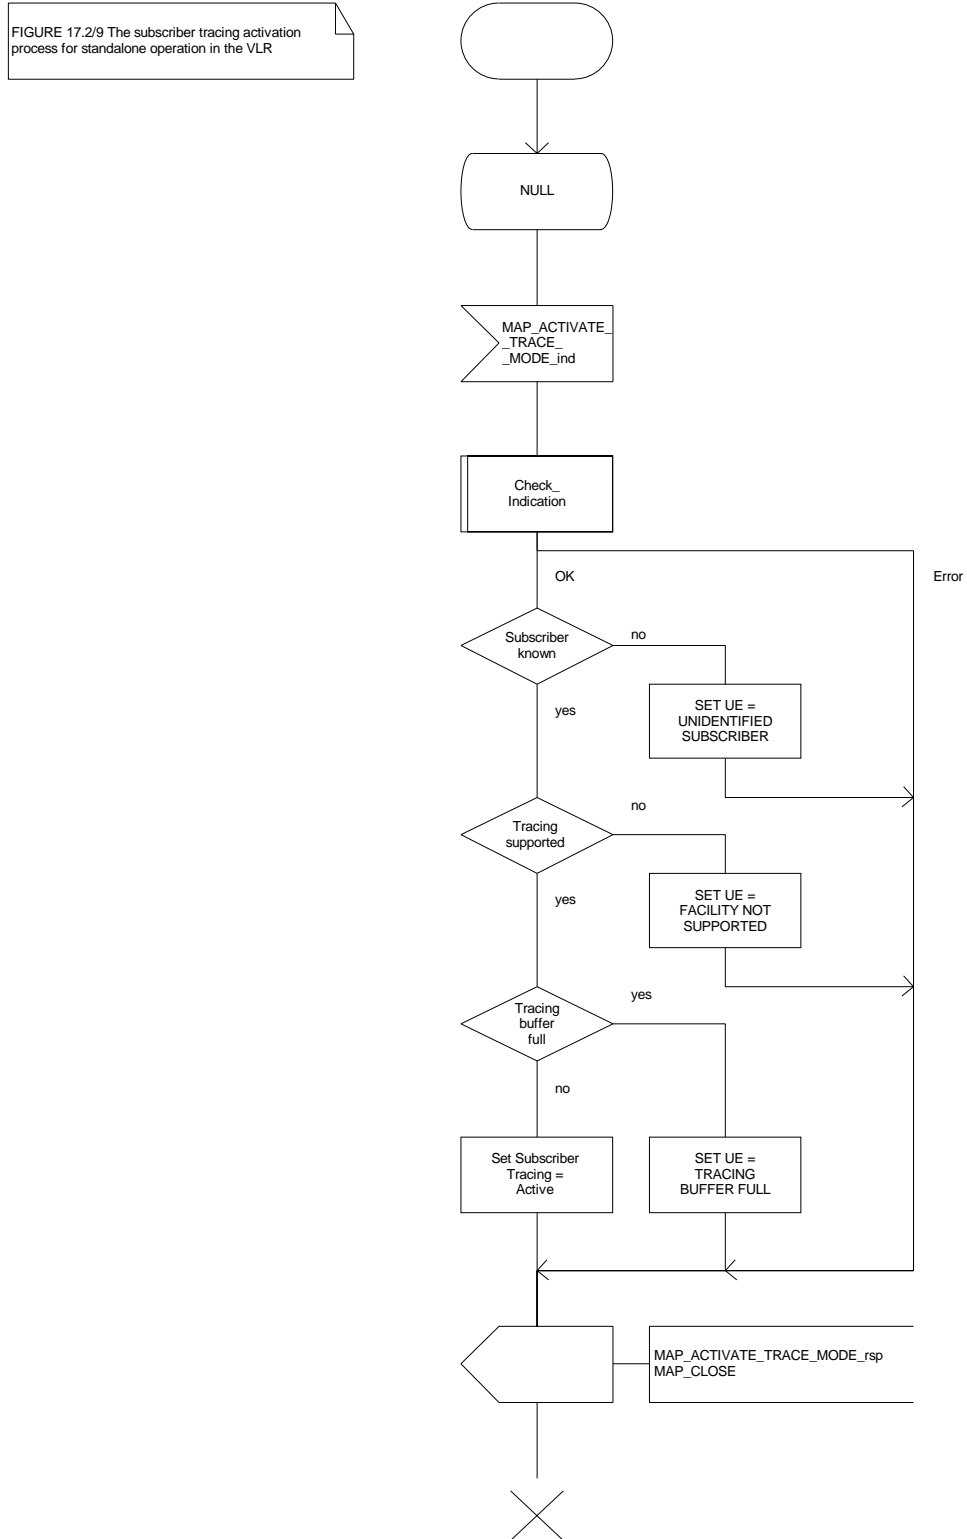 FIGURE 17.2/9 The subscriber tracing activation
process for standalone operation in the VLR
NULL
MAP_ACTIVATE_
_TRACE_
_MODE_ind
Check_
Indication
OK
Error
Subscriber
known
no
yes
SET UE =
UNIDENTIFIED
SUBSCRIBER
Tracing
supported
no
yes
SET UE =
FACILITY NOT
SUPPORTED
Tracing
buffer
full
yes
no
Set Subscriber
Tracing =
Active
SET UE =
TRACING
BUFFER FULL
MAP_ACTIVATE_TRACE_MODE_rsp
MAP_CLOSE